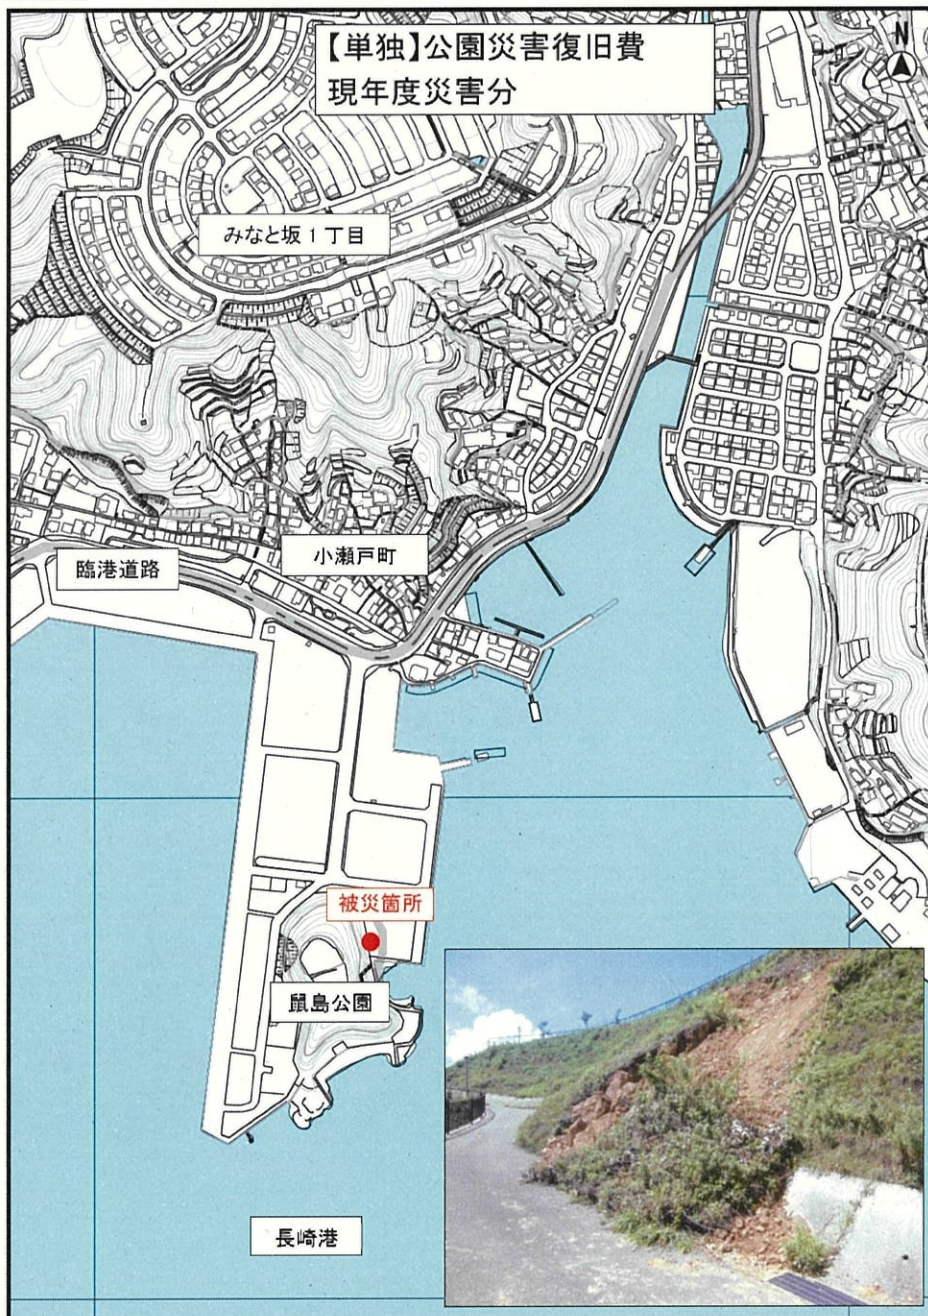 【単独】公園災害復旧費
現年度災害分
N
みなと坂1丁目
小瀬戸町
臨港道路
被災箇所
鼠島公園
長崎港